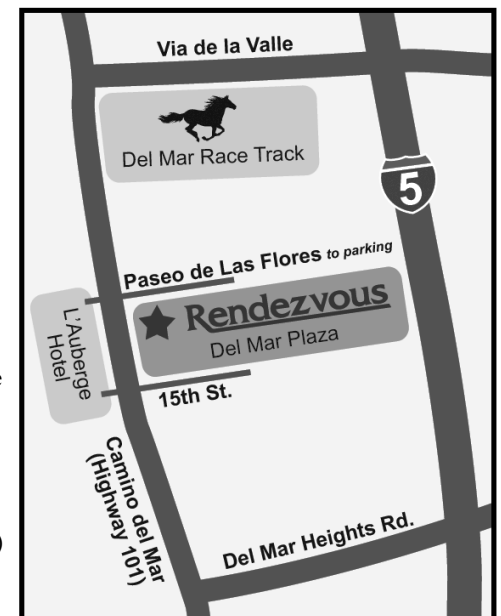 Via de la Valle
Del Mar Race Track
5
Paseo de Las Flores to parking
Rendezvous
Del Mar Plaza
L'Auberge
Hotel
15th St.
Camino del Mar
(Highway 101)
Del Mar Heights Rd.